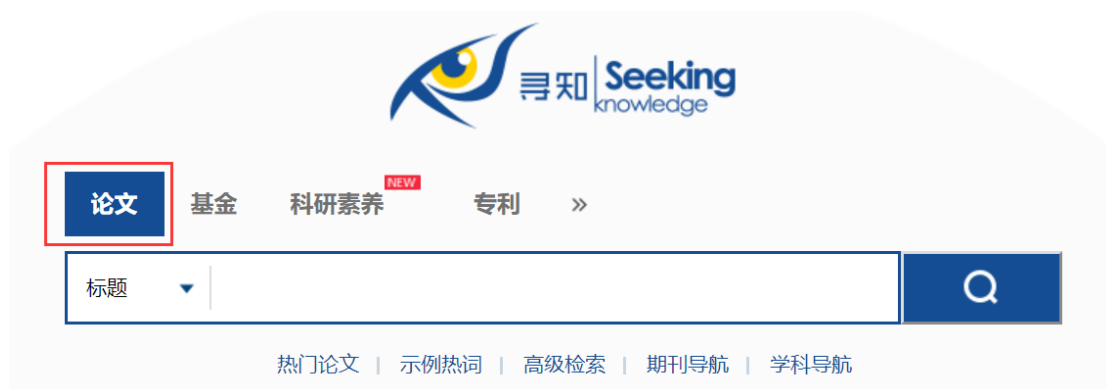 寻知 Seeking
knowledge
论文 基金 科研素养 NEW 专利 »
标题
热门论文 | 示例热词 | 高级检索 | 期刊导航 | 学科导航